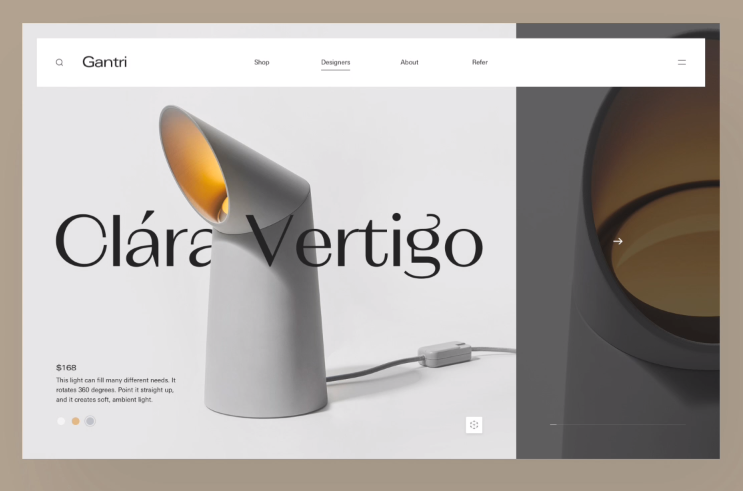 Gantri
Shop
Designers
About
Refer
Clára Vertigo
$168
This light can fill many different needs. It
rotates 360 degrees. Point it straight up,
and it creates soft, ambient light.